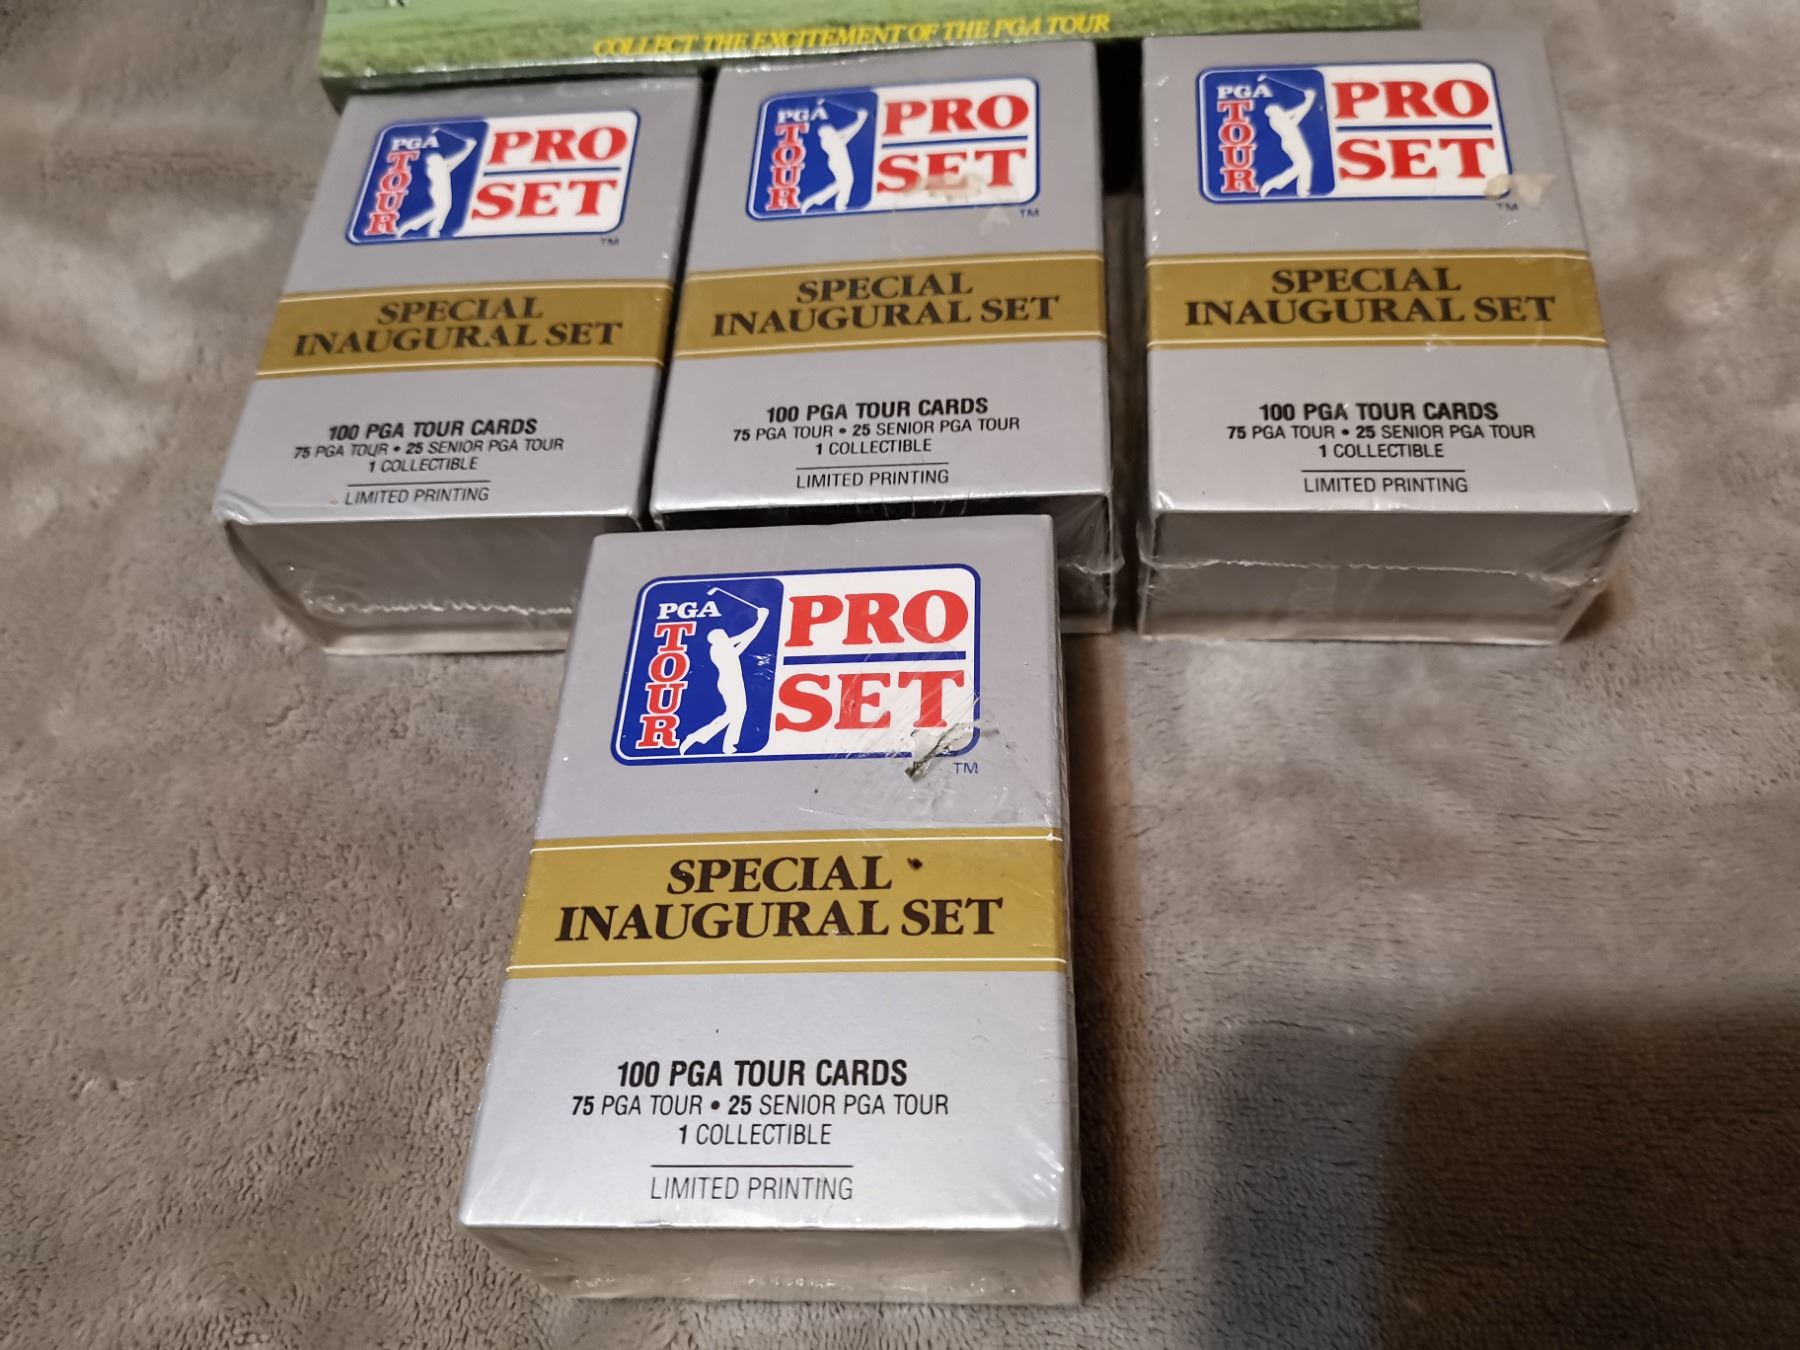 COLLECT THE EXCITEMENT OF THE PGA TOUR
PGA TOUR
PRO
SET
TM
SPECIAL
INAUGURAL SET
100 PGA TOUR CARDS
75 PGA TOUR • 25 SENIOR PGA TOUR
1 COLLECTIBLE
LIMITED PRINTING
PGA TOUR
PRO
SET
TM
SPECIAL
INAUGURAL SET
100 PGA TOUR CARDS
75 PGA TOUR • 25 SENIOR PGA TOUR
1 COLLECTIBLE
LIMITED PRINTING
PGA TOUR
PRO
SET
TM
SPECIAL
INAUGURAL SET
100 PGA TOUR CARDS
75 PGA TOUR • 25 SENIOR PGA TOUR
1 COLLECTIBLE
LIMITED PRINTING
PGA TOUR
PRO
SET
TM
SPECIAL
INAUGURAL SET
100 PGA TOUR CARDS
75 PGA TOUR • 25 SENIOR PGA TOUR
1 COLLECTIBLE
LIMITED PRINTING